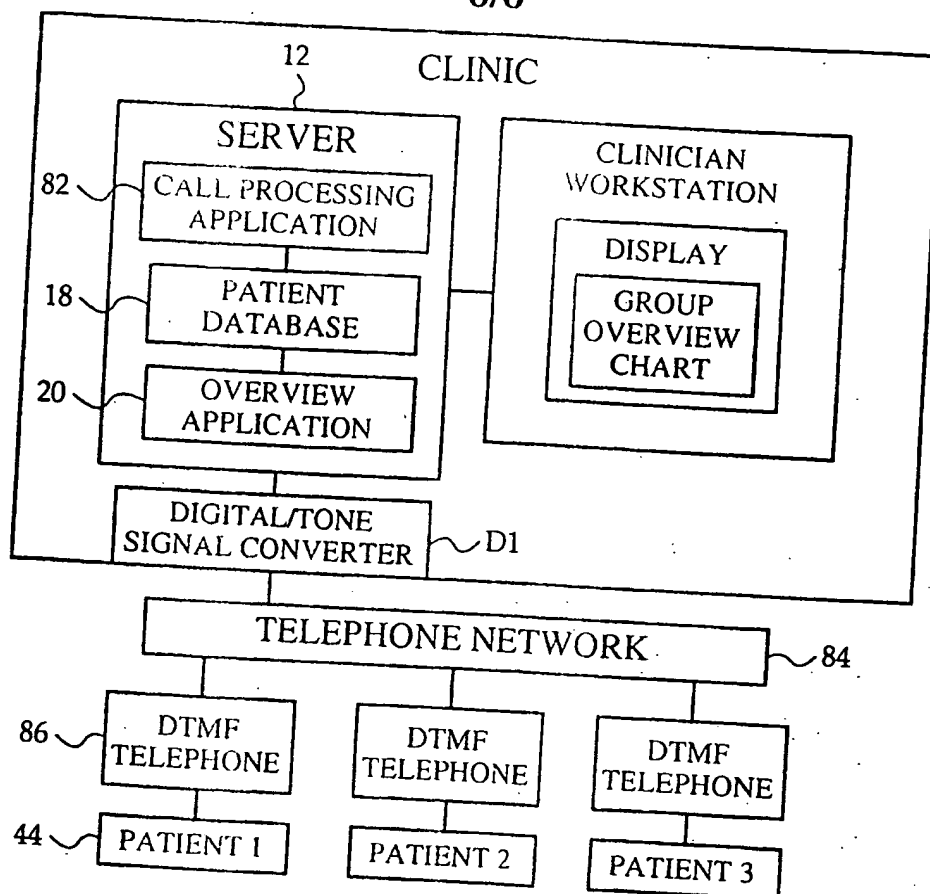 CLINIC
12
SERVER
82
CALL PROCESSING
APPLICATION
18
PATIENT
DATABASE
20
OVERVIEW
APPLICATION
CLINICIAN
WORKSTATION
DISPLAY
GROUP
OVERVIEW
CHART
DIGITAL/TONE
SIGNAL CONVERTER
D1
TELEPHONE NETWORK
84
86
DTMF
TELEPHONE
DTMF
TELEPHONE
DTMF
TELEPHONE
44
PATIENT 1
PATIENT 2
PATIENT 3